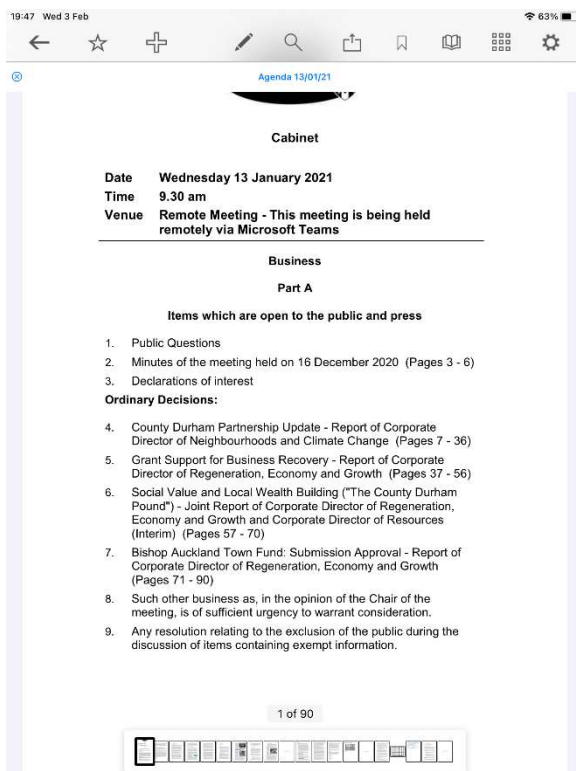 19:47 Wed 3 Feb
63%
Agenda 13/01/21
Cabinet
Date Wednesday 13 January 2021
Time 9.30 am
Venue Remote Meeting - This meeting is being held
remotely via Microsoft Teams
Business
Part A
Items which are open to the public and press
1. Public Questions
2. Minutes of the meeting held on 16 December 2020 (Pages 3 - 6)
3. Declarations of interest
Ordinary Decisions:
4. County Durham Partnership Update - Report of Corporate
Director of Neighbourhoods and Climate Change (Pages 7 - 36)
5. Grant Support for Business Recovery - Report of Corporate
Director of Regeneration, Economy and Growth (Pages 37 - 56)
6. Social Value and Local Wealth Building ("The County Durham
Pound") - Joint Report of Corporate Director of Regeneration,
Economy and Growth and Corporate Director of Resources
(Interim) (Pages 57 - 70)
7. Bishop Auckland Town Fund: Submission Approval - Report of
Corporate Director of Regeneration, Economy and Growth
(Pages 71 - 90)
8. Such other business as, in the opinion of the Chair of the
meeting, is of sufficient urgency to warrant consideration.
9. Any resolution relating to the exclusion of the public during the
discussion of items containing exempt information.
1 of 90